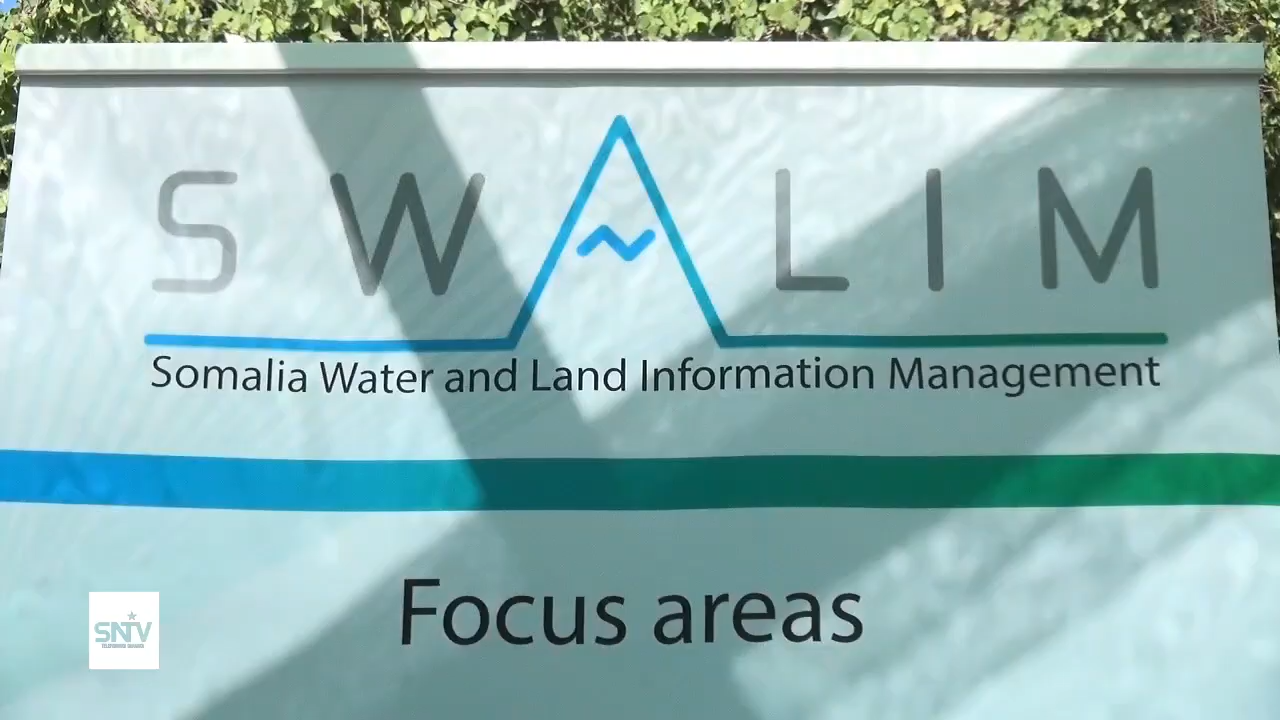 SWALIM
Somalia Water and Land Information Management
Focus areas
SNTV